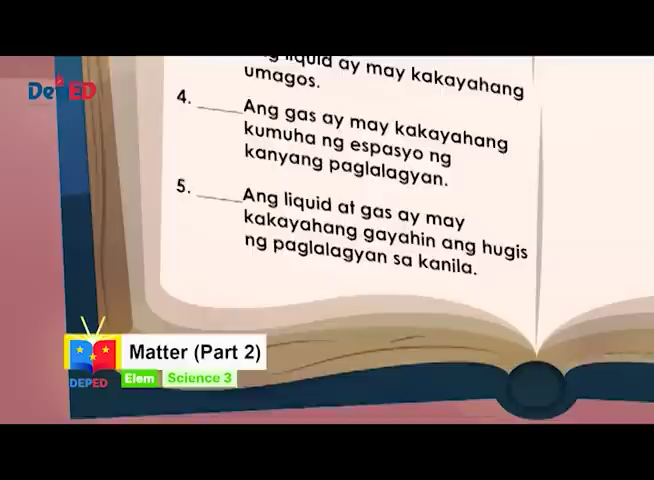 liquid ay may kakayahang
umagos.
4. _____Ang gas ay may kakayahang
kumuha ng espasyo ng
kanyang paglalagyan.
5. _____Ang liquid at gas ay may
kakayahang gayahin ang hugis
ng paglalagyan sa kanila.
DepED
Matter (Part 2)
DEPED
Elem Science 3